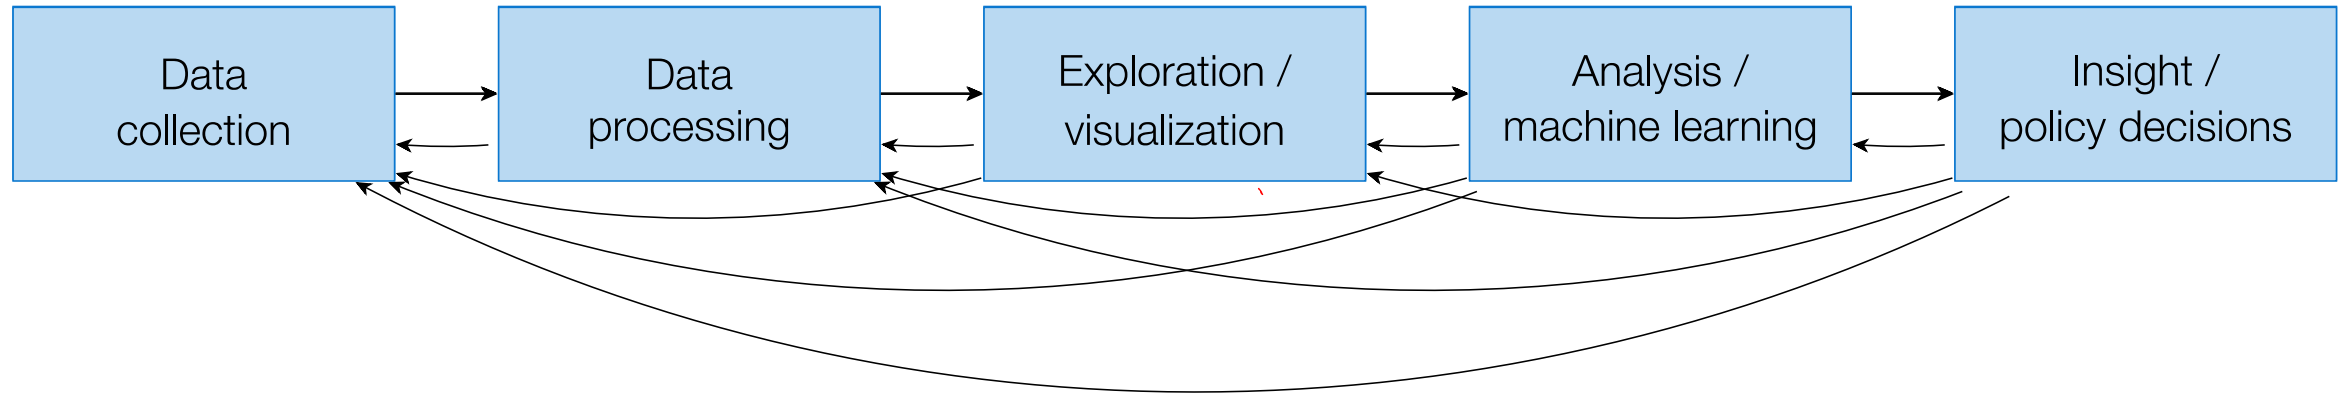 Data
collection
Data
processing
Exploration /
visualization
Analysis /
machine learning
Insight /
policy decisions